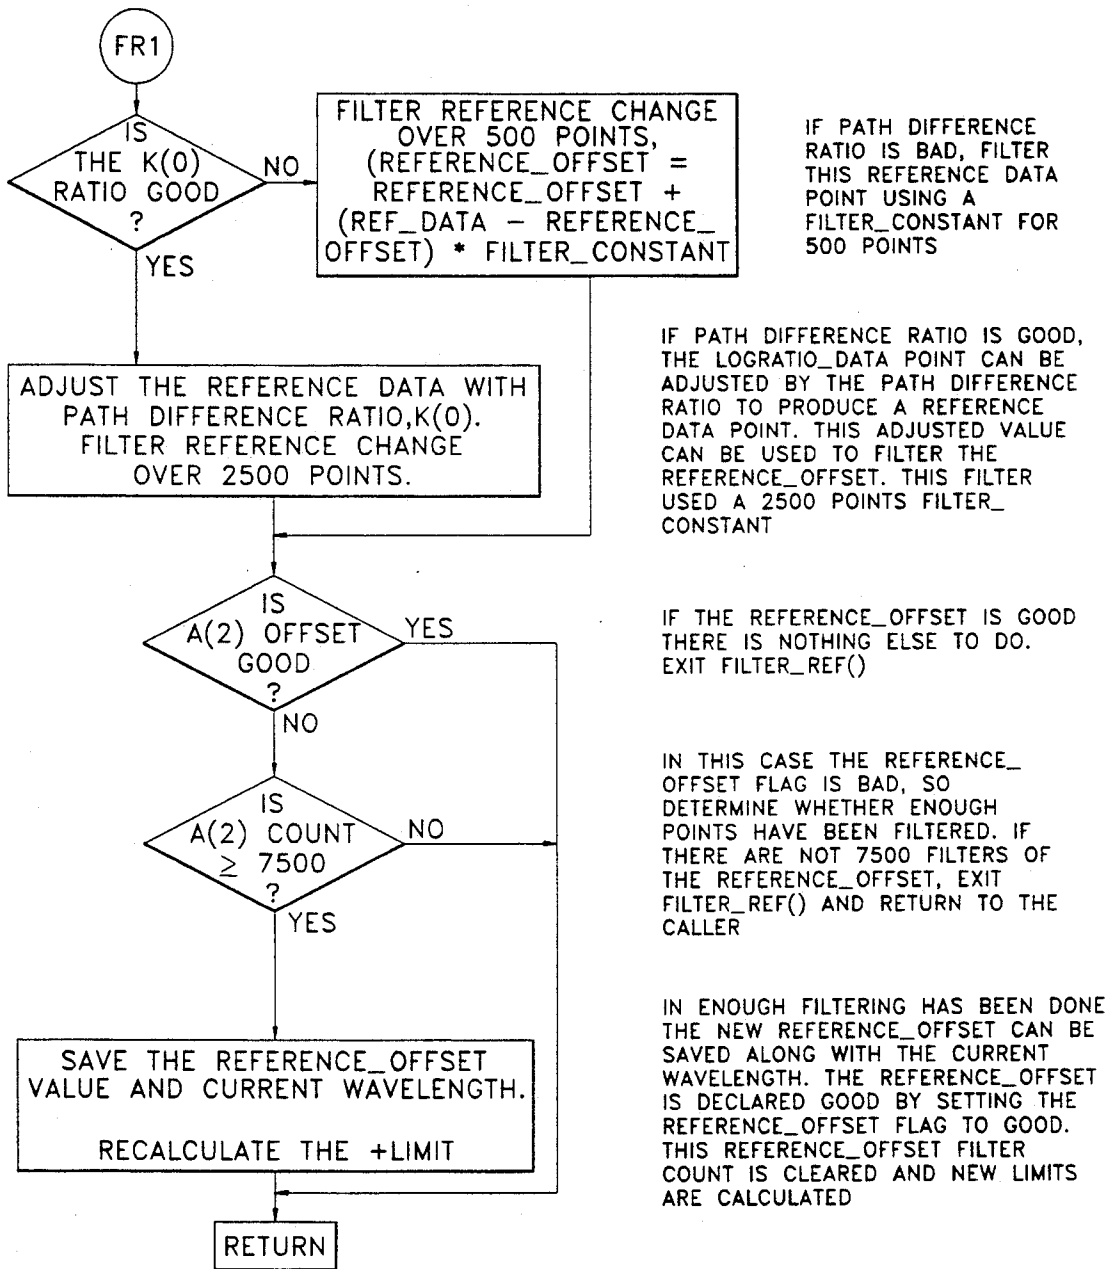 FR1
IS
THE K(0)
RATIO GOOD
?
NO
YES
FILTER REFERENCE CHANGE
OVER 500 POINTS,
(REFERENCE_OFFSET =
REFERENCE_OFFSET +
(REF_DATA – REFERENCE_
OFFSET) * FILTER_CONSTANT
IF PATH DIFFERENCE
RATIO IS BAD, FILTER
THIS REFERENCE DATA
POINT USING A
FILTER_CONSTANT FOR
500 POINTS
ADJUST THE REFERENCE DATA WITH
PATH DIFFERENCE RATIO,K(0).
FILTER REFERENCE CHANGE
OVER 2500 POINTS.
IF PATH DIFFERENCE RATIO IS GOOD,
THE LOGRATIO_DATA POINT CAN BE
ADJUSTED BY THE PATH DIFFERENCE
RATIO TO PRODUCE A REFERENCE
DATA POINT. THIS ADJUSTED VALUE
CAN BE USED TO FILTER THE
REFERENCE_OFFSET. THIS FILTER
USED A 2500 POINTS FILTER_
CONSTANT
IS
A(2) OFFSET
GOOD
?
YES
NO
IF THE REFERENCE_OFFSET IS GOOD
THERE IS NOTHING ELSE TO DO.
EXIT FILTER_REF()
IS
A(2) COUNT
≥ 7500
?
NO
YES
IN THIS CASE THE REFERENCE_
OFFSET FLAG IS BAD, SO
DETERMINE WHETHER ENOUGH
POINTS HAVE BEEN FILTERED. IF
THERE ARE NOT 7500 FILTERS OF
THE REFERENCE_OFFSET, EXIT
FILTER_REF() AND RETURN TO THE
CALLER
SAVE THE REFERENCE_OFFSET
VALUE AND CURRENT WAVELENGTH.
RECALCULATE THE +LIMIT
IN ENOUGH FILTERING HAS BEEN DONE
THE NEW REFERENCE_OFFSET CAN BE
SAVED ALONG WITH THE CURRENT
WAVELENGTH. THE REFERENCE_OFFSET
IS DECLARED GOOD BY SETTING THE
REFERENCE_OFFSET FLAG TO GOOD.
THIS REFERENCE_OFFSET FILTER
COUNT IS CLEARED AND NEW LIMITS
ARE CALCULATED
RETURN